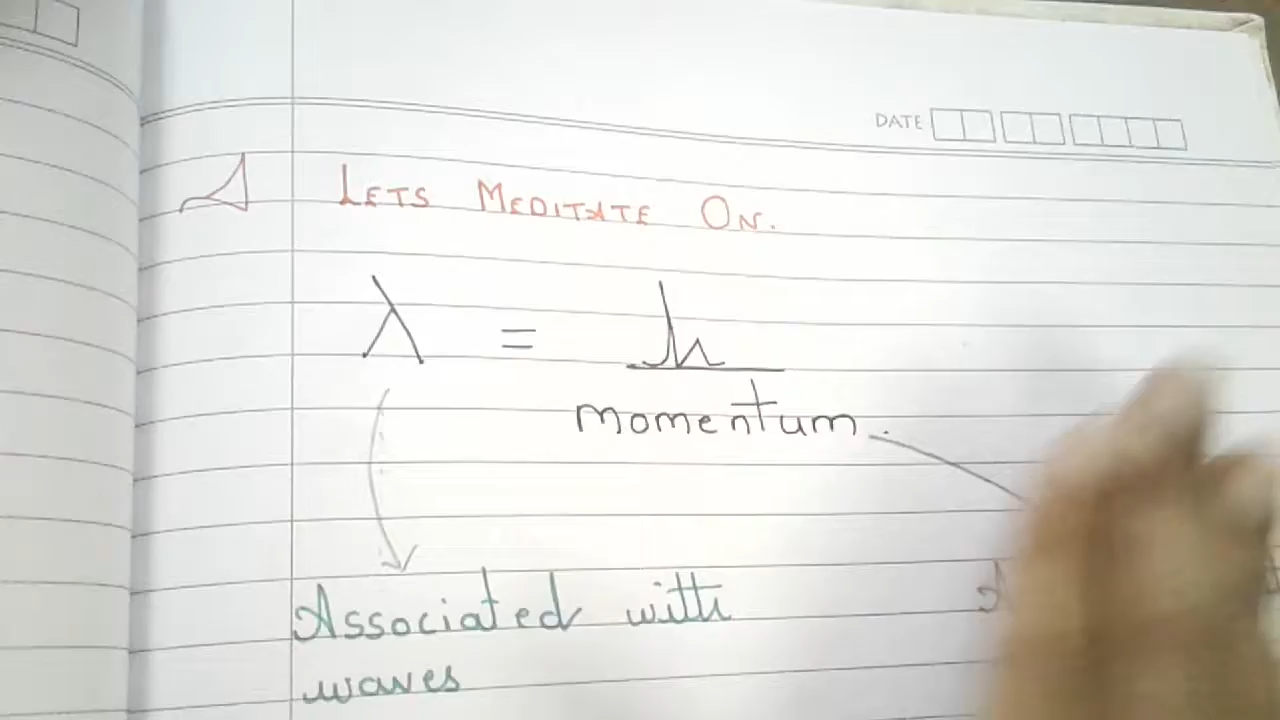 DATE
LETS MEDITATE ON.
λ = h
momentum.
Associated with
waves